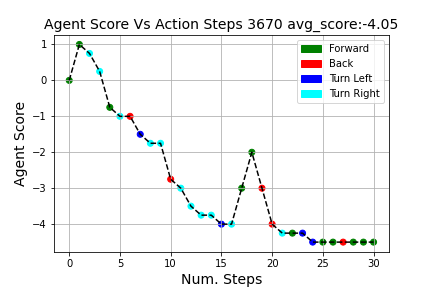 Agent Score Vs Action Steps 3670 avg_score:-4.05
1
0
−1
−2
−3
−4
Agent Score
Forward
Back
Turn Left
Turn Right
0 5 10 15 20 25 30
Num. Steps